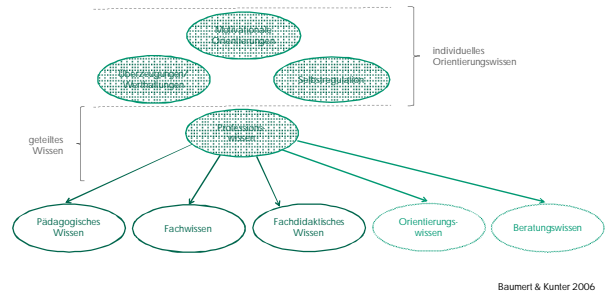 Motivationale
Orientierungen
individuelles
Orientierungswissen
Überzeugungen/
Werthaltungen
Selbstregulation
geteiltes
Wissen
Professions
wissen
Pädagogisches
Wissen
Fachwissen
Fachdidaktisches
Wissen
Orientierungs-
wissen
Beratungswissen
Baumert & Kunter 2006